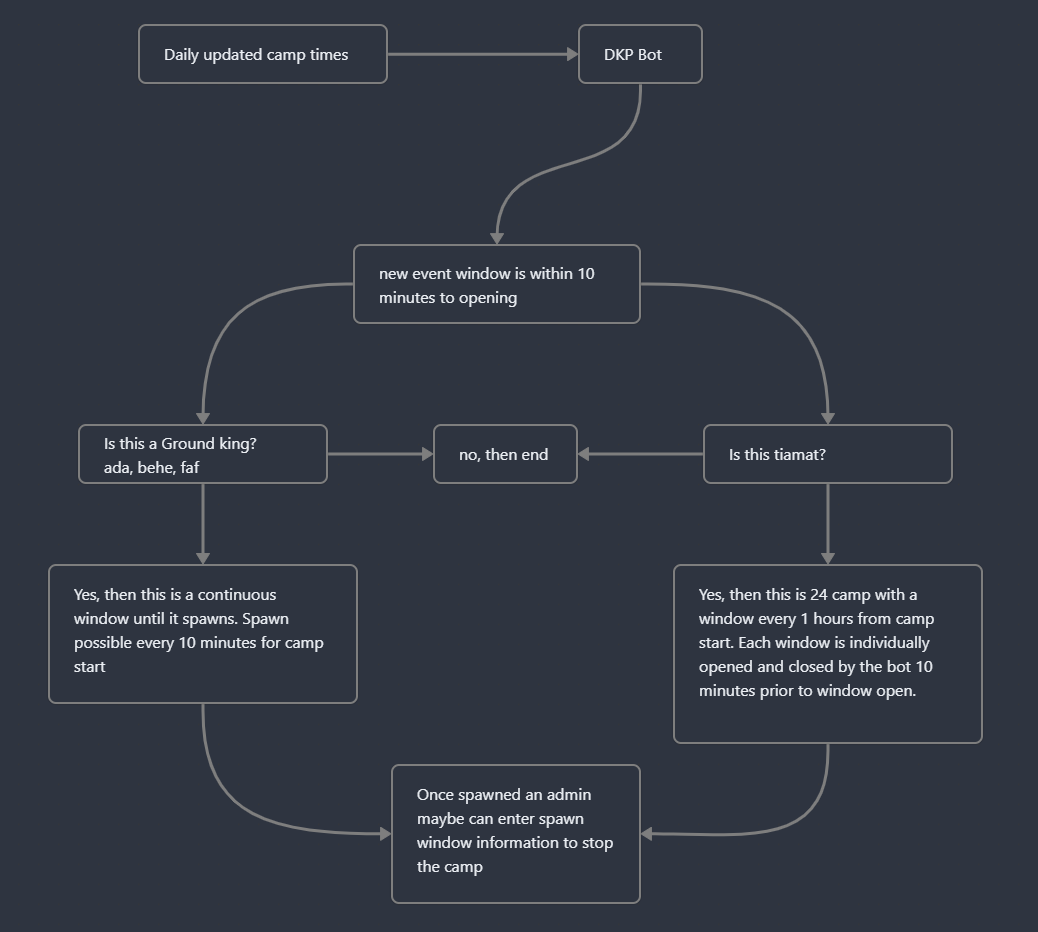 Daily updated camp times
DKP Bot
new event window is within 10
minutes to opening
Is this a Ground king?
ada, behe, faf
no, then end
Is this tiamat?
Yes, then this is a continuous
window until it spawns. Spawn
possible every 10 minutes for camp
start
Yes, then this is 24 camp with a
window every 1 hours from camp
start. Each window is individually
opened and closed by the bot 10
minutes prior to window open.
Once spawned an admin
maybe can enter spawn
window information to stop
the camp